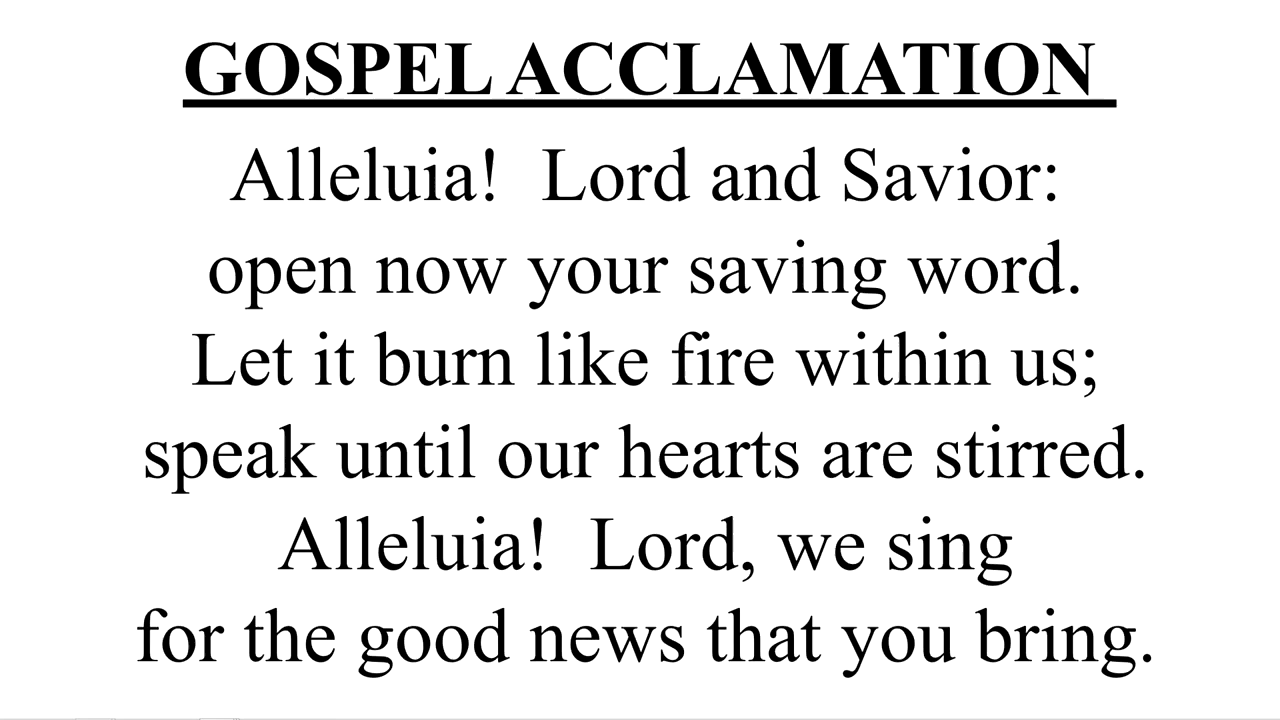 GOSPEL ACCLAMATION
Alleluia!  Lord and Savior:
open now your saving word.
Let it burn like fire within us;
speak until our hearts are stirred.
Alleluia!  Lord, we sing
for the good news that you bring.